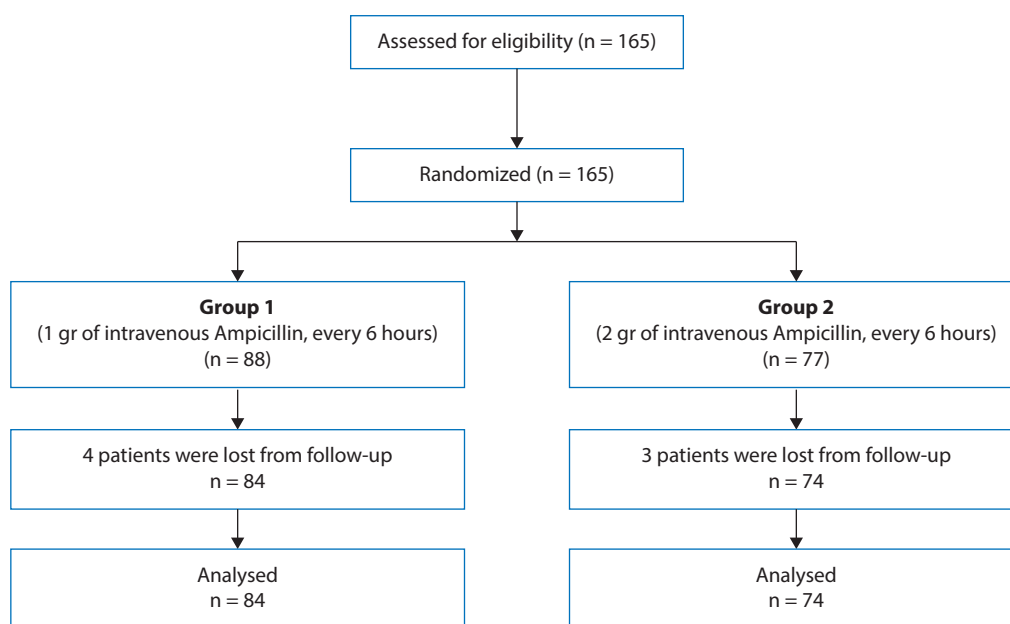 Assessed for eligibility (n = 165)
Randomized (n = 165)
Group 1
(1 gr of intravenous Ampicillin, every 6 hours)
(n = 88)
Group 2
(2 gr of intravenous Ampicillin, every 6 hours)
(n = 77)
4 patients were lost from follow-up
n = 84
3 patients were lost from follow-up
n = 74
Analysed
n = 84
Analysed
n = 74